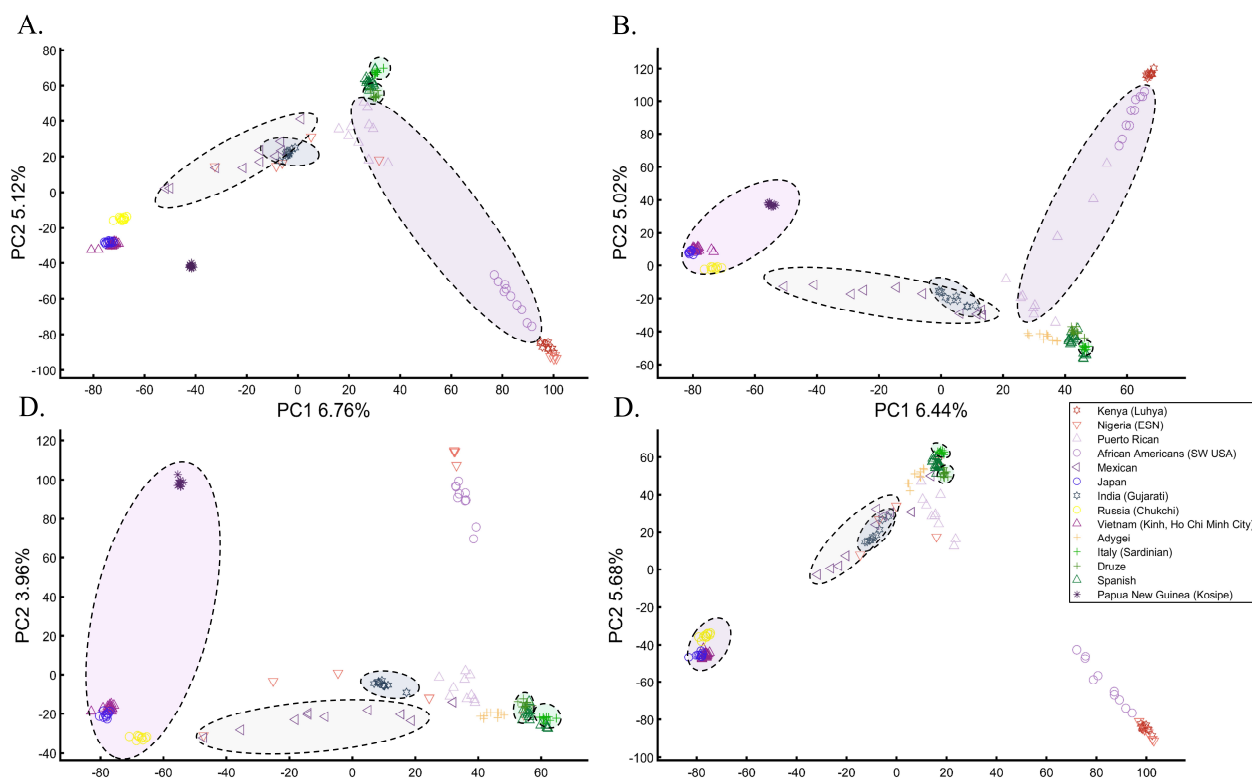 A.
B.
80
60
40
20
0
-20
-40
-60
-80
-100
PC2 5.12%
-80 -60 -40 -20 0 20 40 60 80 100
PC1 6.76%
120
100
80
60
40
20
0
-20
-40
-60
PC2 5.02%
-80 -60 -40 -20 0 20 40 60
PC1 6.44%
D.
D.
120
100
80
60
40
20
0
-20
-40
PC2 3.96%
-80 -60 -40 -20 0 20 40 60
60
40
20
0
-20
-40
-60
-80
-100
PC2 5.68%
-80 -60 -40 -20 0 20 40 60 80 100
Kenya (Luhya)
Nigeria (ESN)
Puerto Rican
African Americans (SW USA)
Mexican
Japan
India (Gujarati)
Russia (Chukchi)
Vietnam (Kinh, Ho Chi Minh City)
Adygei
Italy (Sardinian)
Druze
Spanish
Papua New Guinea (Kosipe)